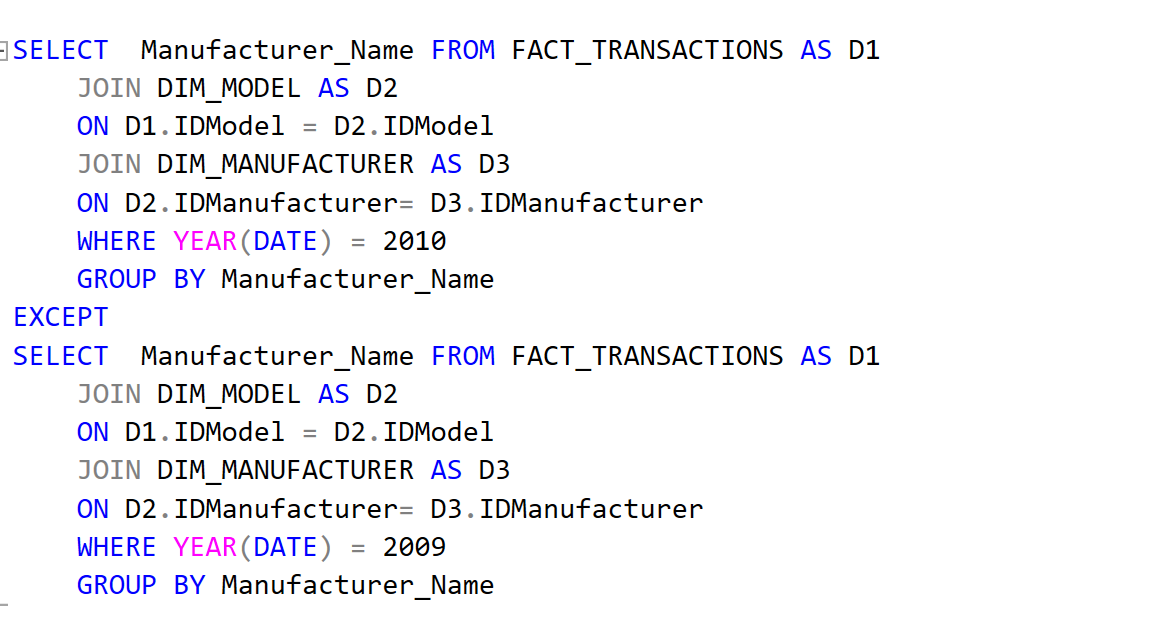 SELECT  Manufacturer_Name FROM FACT_TRANSACTIONS AS D1
    JOIN DIM_MODEL AS D2
    ON D1.IDModel = D2.IDModel
    JOIN DIM_MANUFACTURER AS D3
    ON D2.IDManufacturer= D3.IDManufacturer
    WHERE YEAR(DATE) = 2010
    GROUP BY Manufacturer_Name
EXCEPT
SELECT  Manufacturer_Name FROM FACT_TRANSACTIONS AS D1
    JOIN DIM_MODEL AS D2
    ON D1.IDModel = D2.IDModel
    JOIN DIM_MANUFACTURER AS D3
    ON D2.IDManufacturer= D3.IDManufacturer
    WHERE YEAR(DATE) = 2009
    GROUP BY Manufacturer_Name